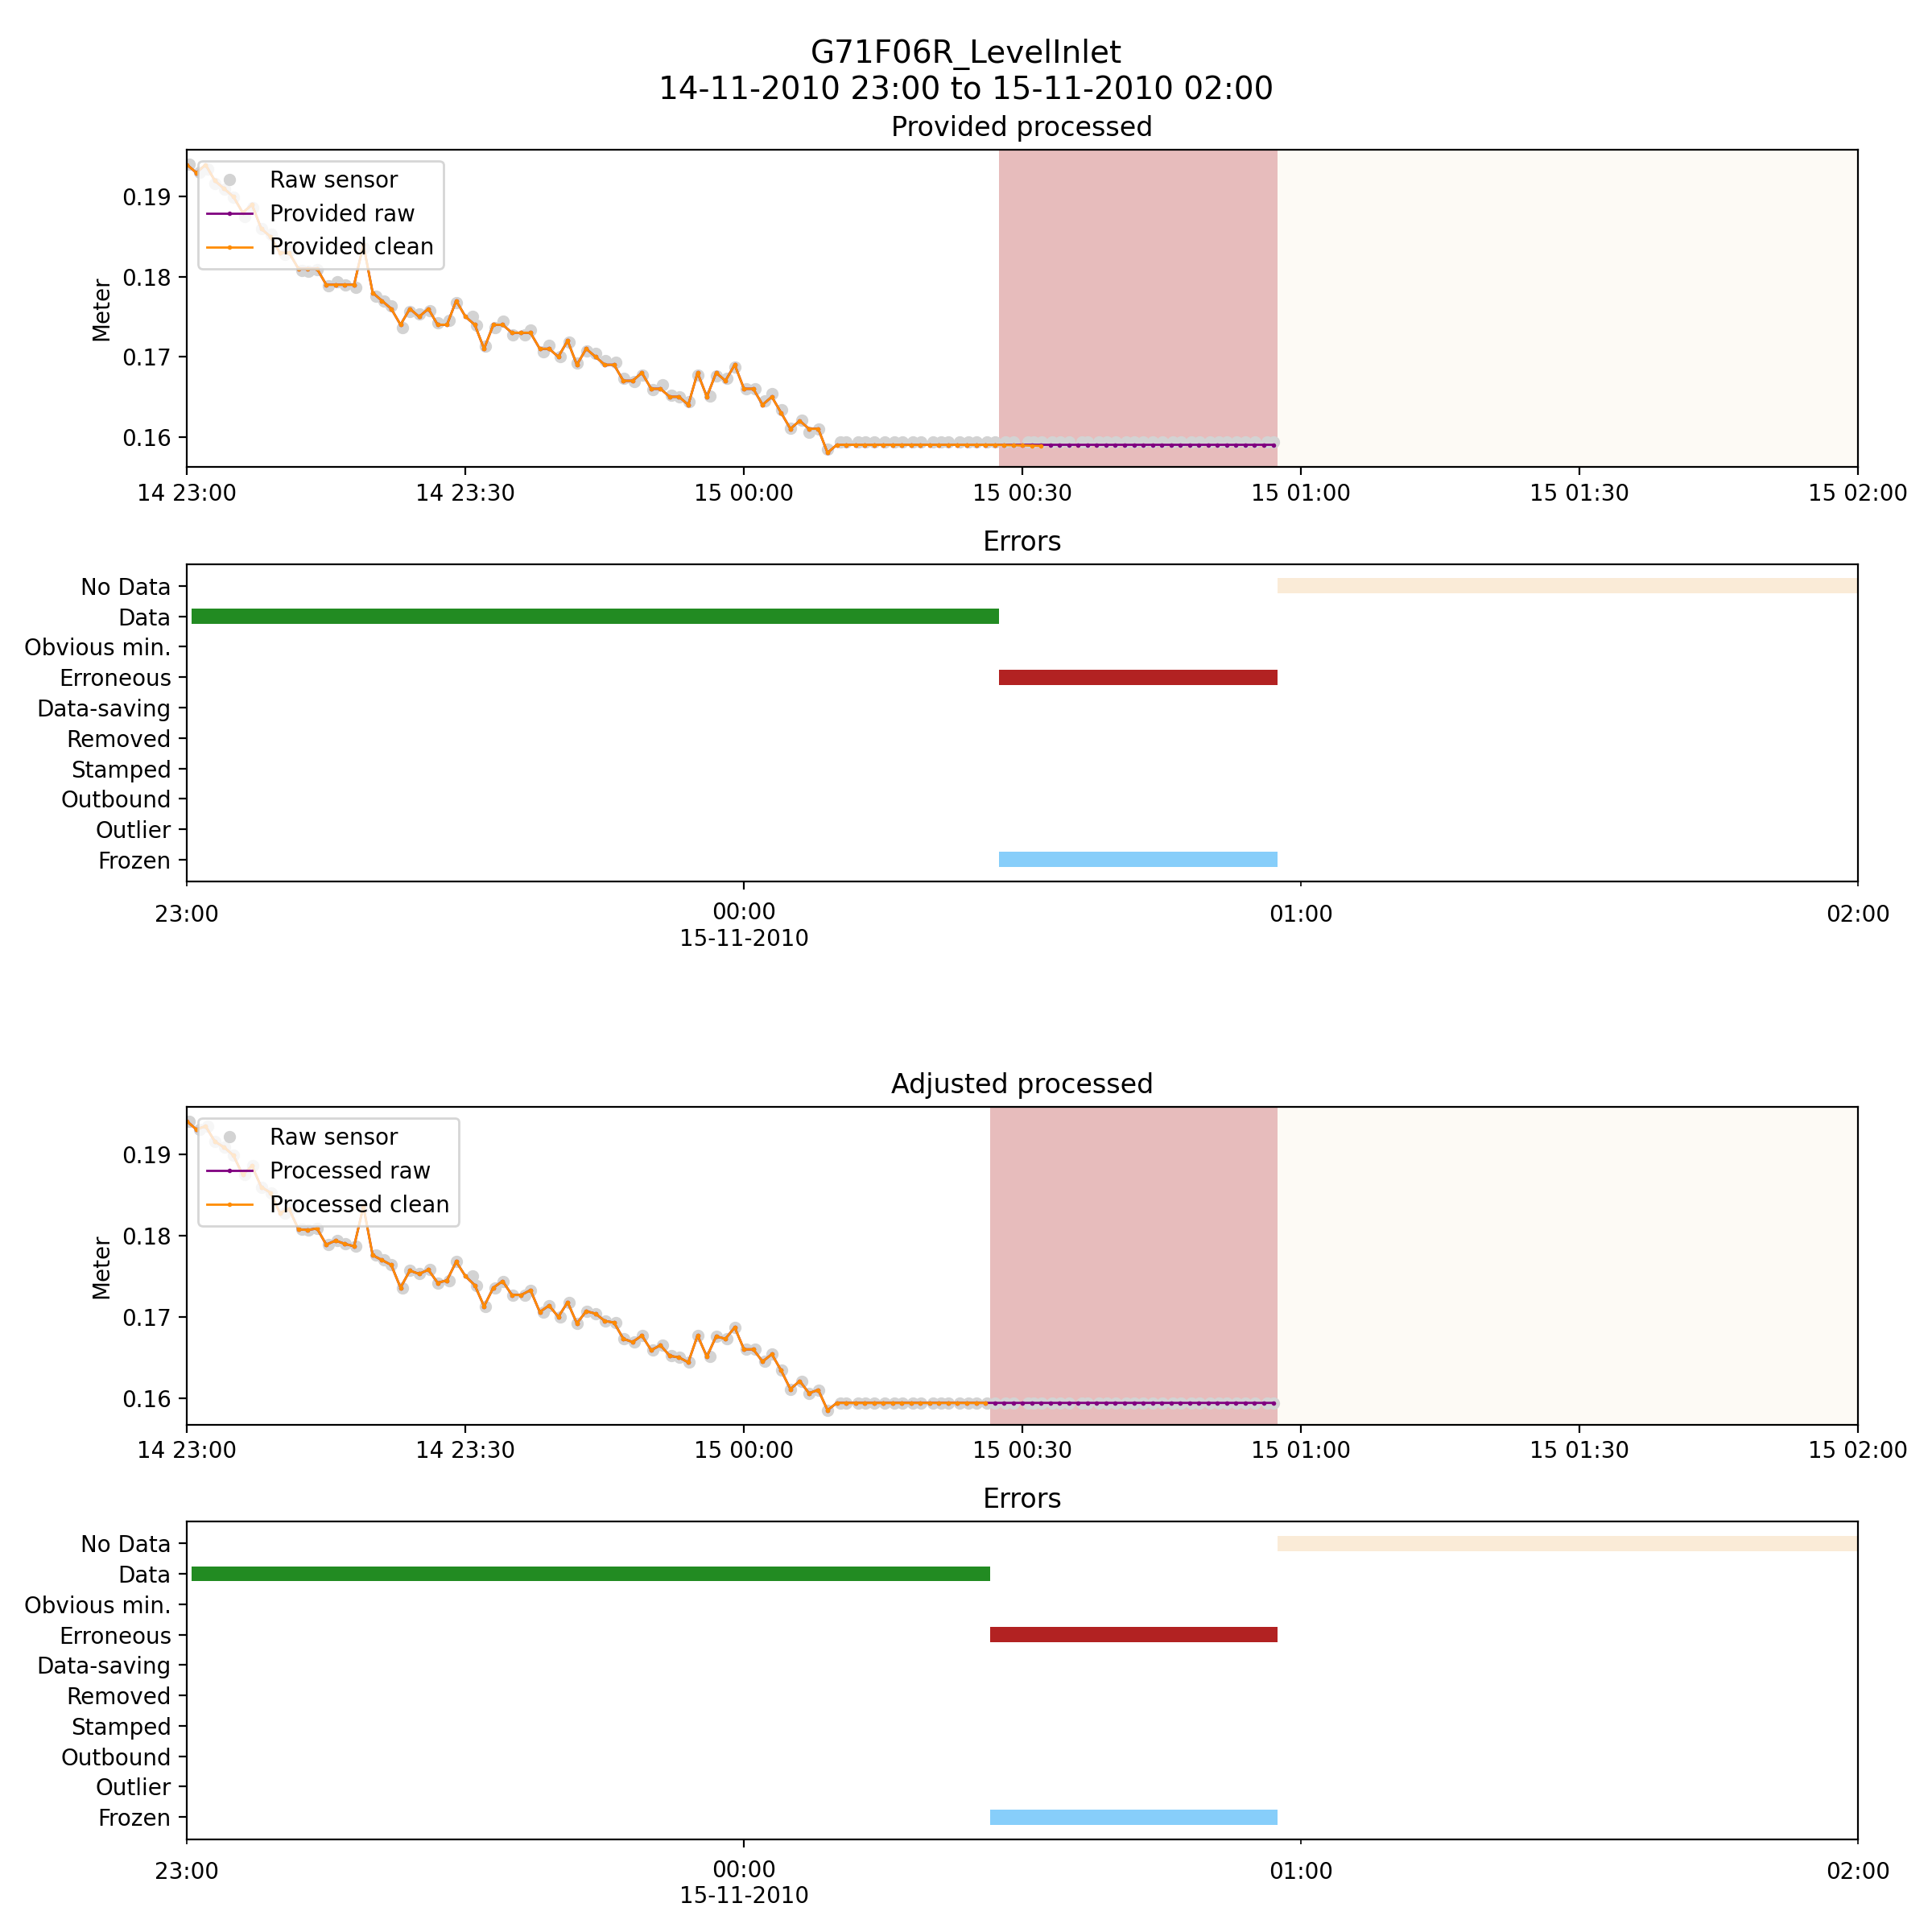 G71F06R_LevelInlet
14-11-2010 23:00 to 15-11-2010 02:00
Provided processed
Raw sensor
Provided raw
Provided clean
Meter
0.19
0.18
0.17
0.16
14 23:00 14 23:30 15 00:00 15 00:30 15 01:00 15 01:30 15 02:00
Errors
No Data
Data
Obvious min.
Erroneous
Data-saving
Removed
Stamped
Outbound
Outlier
Frozen
23:00 00:00 01:00 02:00
15-11-2010
Adjusted processed
Raw sensor
Processed raw
Processed clean
Meter
0.19
0.18
0.17
0.16
14 23:00 14 23:30 15 00:00 15 00:30 15 01:00 15 01:30 15 02:00
Errors
No Data
Data
Obvious min.
Erroneous
Data-saving
Removed
Stamped
Outbound
Outlier
Frozen
23:00 00:00 01:00 02:00
15-11-2010